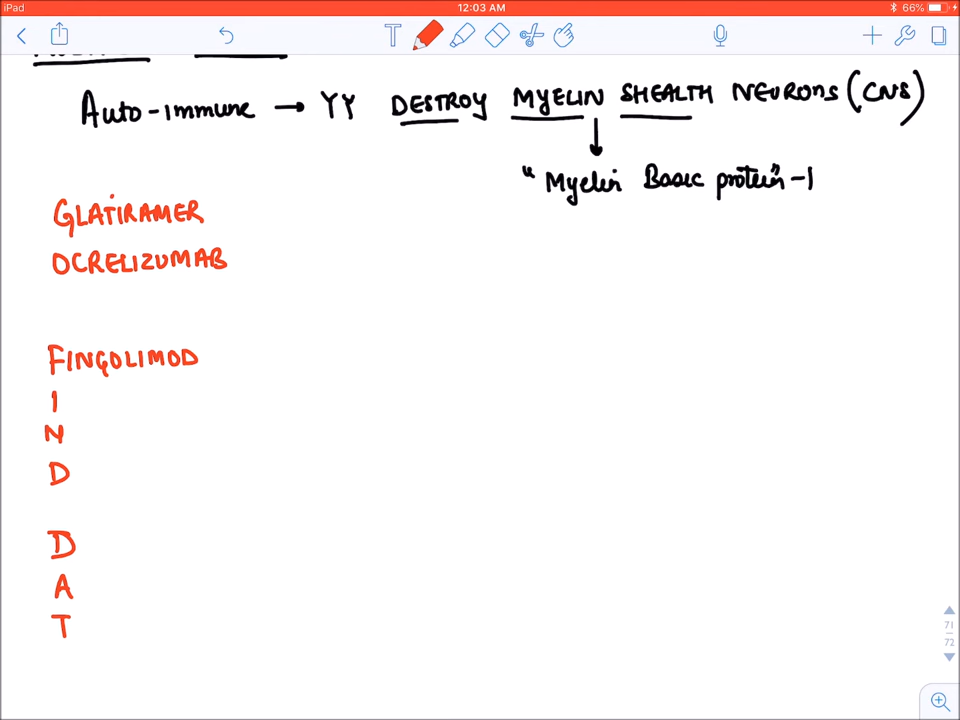 iPad 12:03 AM 66%
T
Auto-immune → YY DESTROY MYELIN SHEALTH NEURONS (CNS)
"Myelin Basic protein"-1
GLATIRAMER
OCRELIZUMAB
FINGOLIMOD
I
N
D
D
A
T
71
72